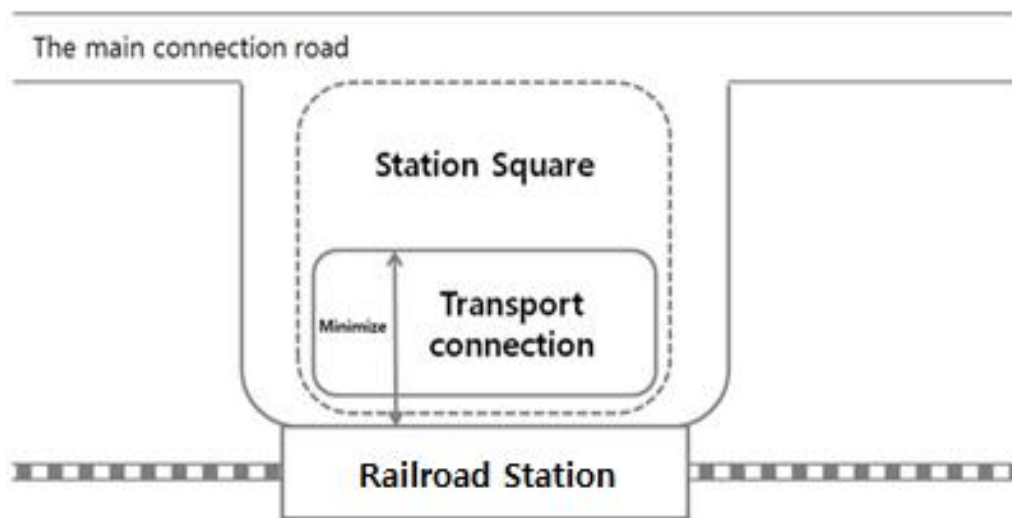 The main connection road
Station Square
Transport
connection
Minimize
Railroad Station